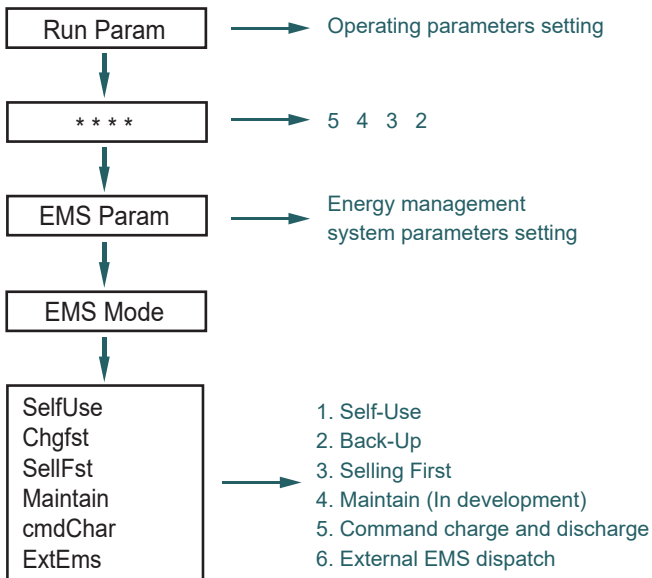 Run Param
Operating parameters setting
* * * *
5 4 3 2
EMS Param
Energy management
system parameters setting
EMS Mode
SelfUse
Chgfst
SellFst
Maintain
cmdChar
ExtEms
1. Self-Use
2. Back-Up
3. Selling First
4. Maintain (In development)
5. Command charge and discharge
6. External EMS dispatch